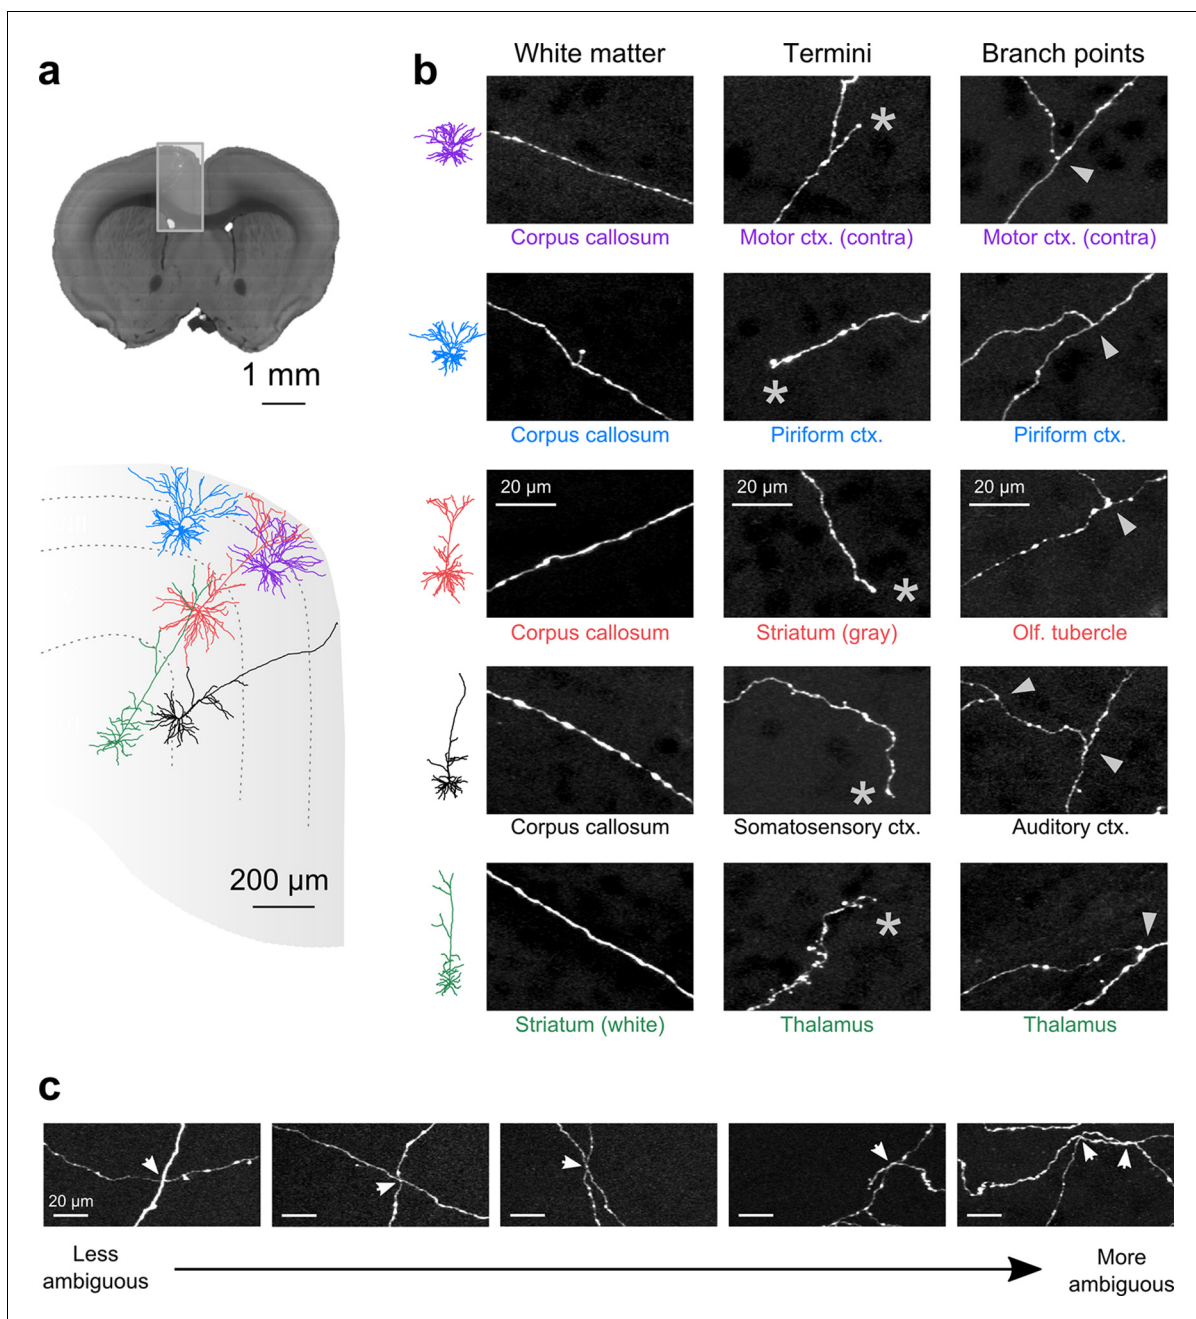 a
1 mm
200 µm
b
White matter
Termini
Branch points
*
Corpus callosum
Motor ctx. (contra)
Motor ctx. (contra)
*
Corpus callosum
Piriform ctx.
Piriform ctx.
20 µm
20 µm
20 µm
*
Corpus callosum
Striatum (gray)
Olf. tubercle
*
Corpus callosum
Somatosensory ctx.
Auditory ctx.
*
Striatum (white)
Thalamus
Thalamus
c
20 µm
Less
ambiguous
More
ambiguous